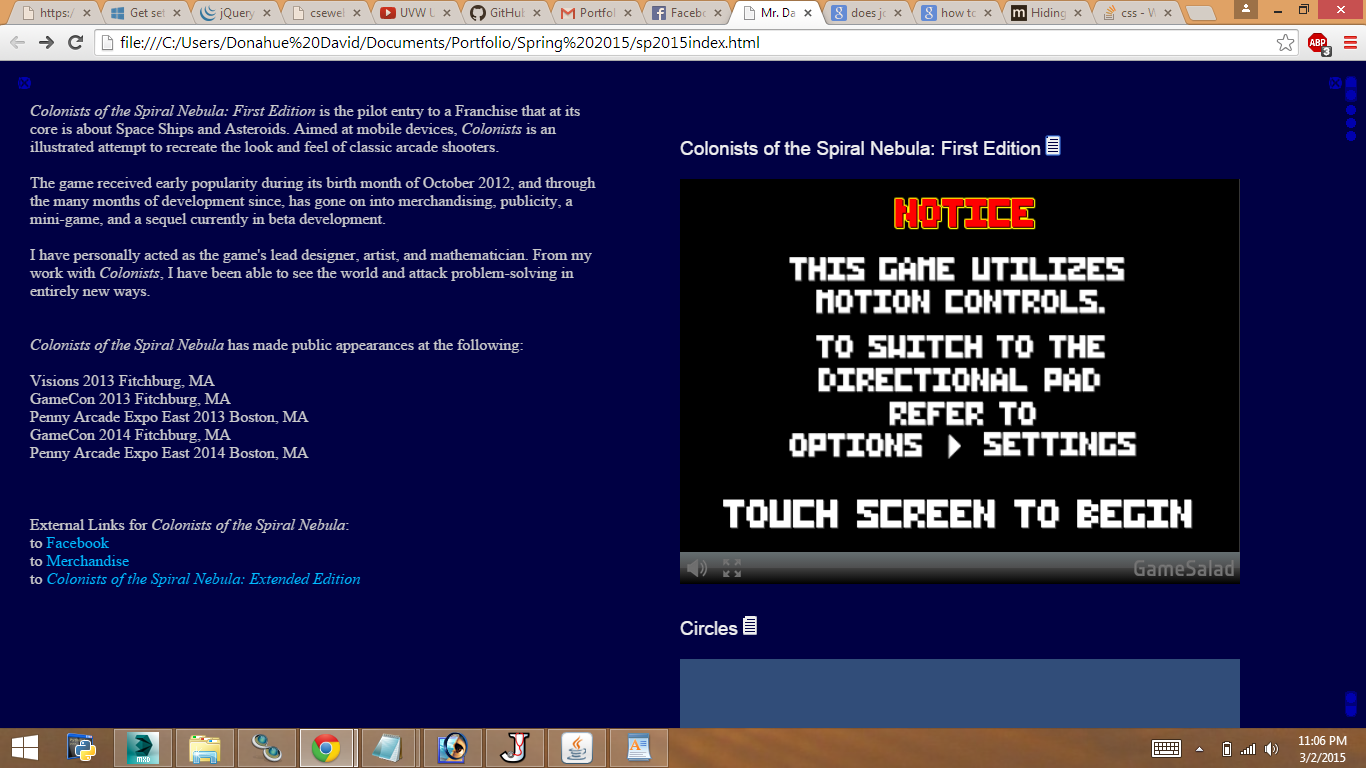 https:/
Get set
jQuery
csewel
UVW U
GitHub
Portfol
Facebo
Mr. Da
does jo
how to
Hiding
css - W
file:///C:/Users/Donahue%20David/Documents/Portfolio/Spring%202015/sp2015index.html
ABP
3
Colonists of the Spiral Nebula: First Edition is the pilot entry to a Franchise that at its
core is about Space Ships and Asteroids. Aimed at mobile devices, Colonists is an
illustrated attempt to recreate the look and feel of classic arcade shooters.
The game received early popularity during its birth month of October 2012, and through
the many months of development since, has gone on into merchandising, publicity, a
mini-game, and a sequel currently in beta development.
I have personally acted as the game's lead designer, artist, and mathematician. From my
work with Colonists, I have been able to see the world and attack problem-solving in
entirely new ways.
Colonists of the Spiral Nebula has made public appearances at the following:
Visions 2013 Fitchburg, MA
GameCon 2013 Fitchburg, MA
Penny Arcade Expo East 2013 Boston, MA
GameCon 2014 Fitchburg, MA
Penny Arcade Expo East 2014 Boston, MA
External Links for Colonists of the Spiral Nebula:
to Facebook
to Merchandise
to Colonists of the Spiral Nebula: Extended Edition
Colonists of the Spiral Nebula: First Edition
NOTICE
THIS GAME UTILIZES
MOTION CONTROLS.
TO SWITCH TO THE
DIRECTIONAL PAD
REFER TO
OPTIONS ▶ SETTINGS
TOUCH SCREEN TO BEGIN
GameSalad
Circles
MXD
11:06 PM
3/2/2015